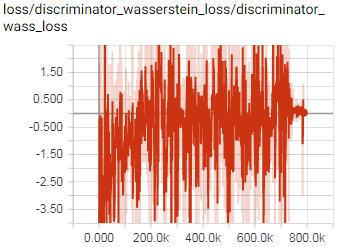 loss/discriminator_wasserstein_loss/discriminator_
wass_loss
1.50
0.500
-0.500
-1.50
-2.50
-3.50
0.000 200.0k 400.0k 600.0k 800.0k